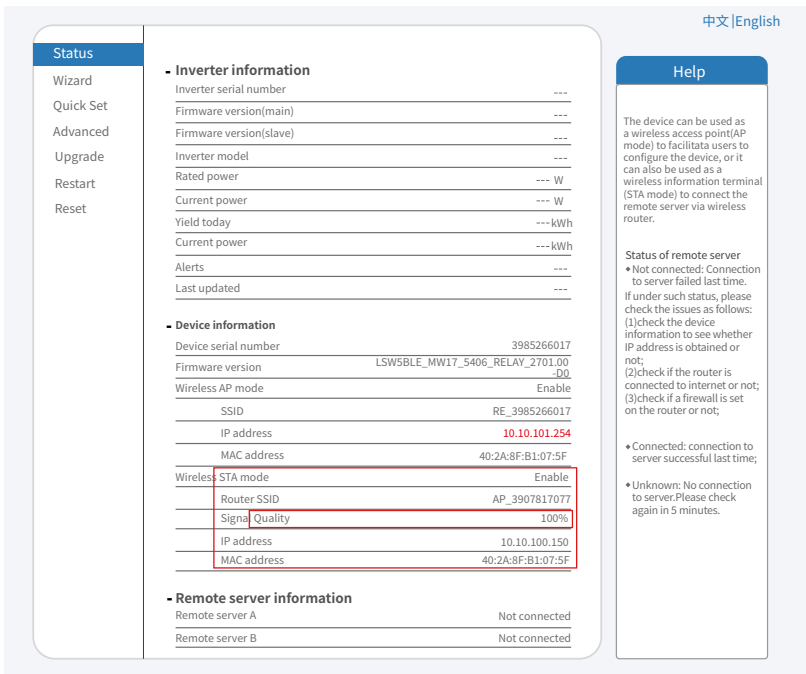 中文|English
Status
Wizard
Quick Set
Advanced
Upgrade
Restart
Reset
- Inverter information
Inverter serial number ---
Firmware version(main) ---
Firmware version(slave) ---
Inverter model ---
Rated power --- W
Current power --- W
Yield today ---kWh
Current power ---kWh
Alerts ---
Last updated ---
- Device information
Device serial number 3985266017
Firmware version LSW5BLE_MW17_5406_RELAY_2701.00
-D0
Wireless AP mode Enable
SSID RE_3985266017
IP address 10.10.101.254
MAC address 40:2A:8F:B1:07:5F
Wireless STA mode Enable
Router SSID AP_3907817077
Signal Quality 100%
IP address 10.10.100.150
MAC address 40:2A:8F:B1:07:5F
- Remote server information
Remote server A Not connected
Remote server B Not connected
Help
The device can be used as
a wireless access point(AP
mode) to facilitata users to
configure the device, or it
can also be used as a
wireless information terminal
(STA mode) to connect the
remote server via wireless
router.
Status of remote server
◆Not connected: Connection
to server failed last time.
If under such status, please
check the issues as follows:
(1)check the device
information to see whether
IP address is obtained or
not;
(2)check if the router is
connected to internet or not;
(3)check if a firewall is set
on the router or not;
◆Connected: connection to
server successful last time;
◆Unknown: No connection
to server.Please check
again in 5 minutes.